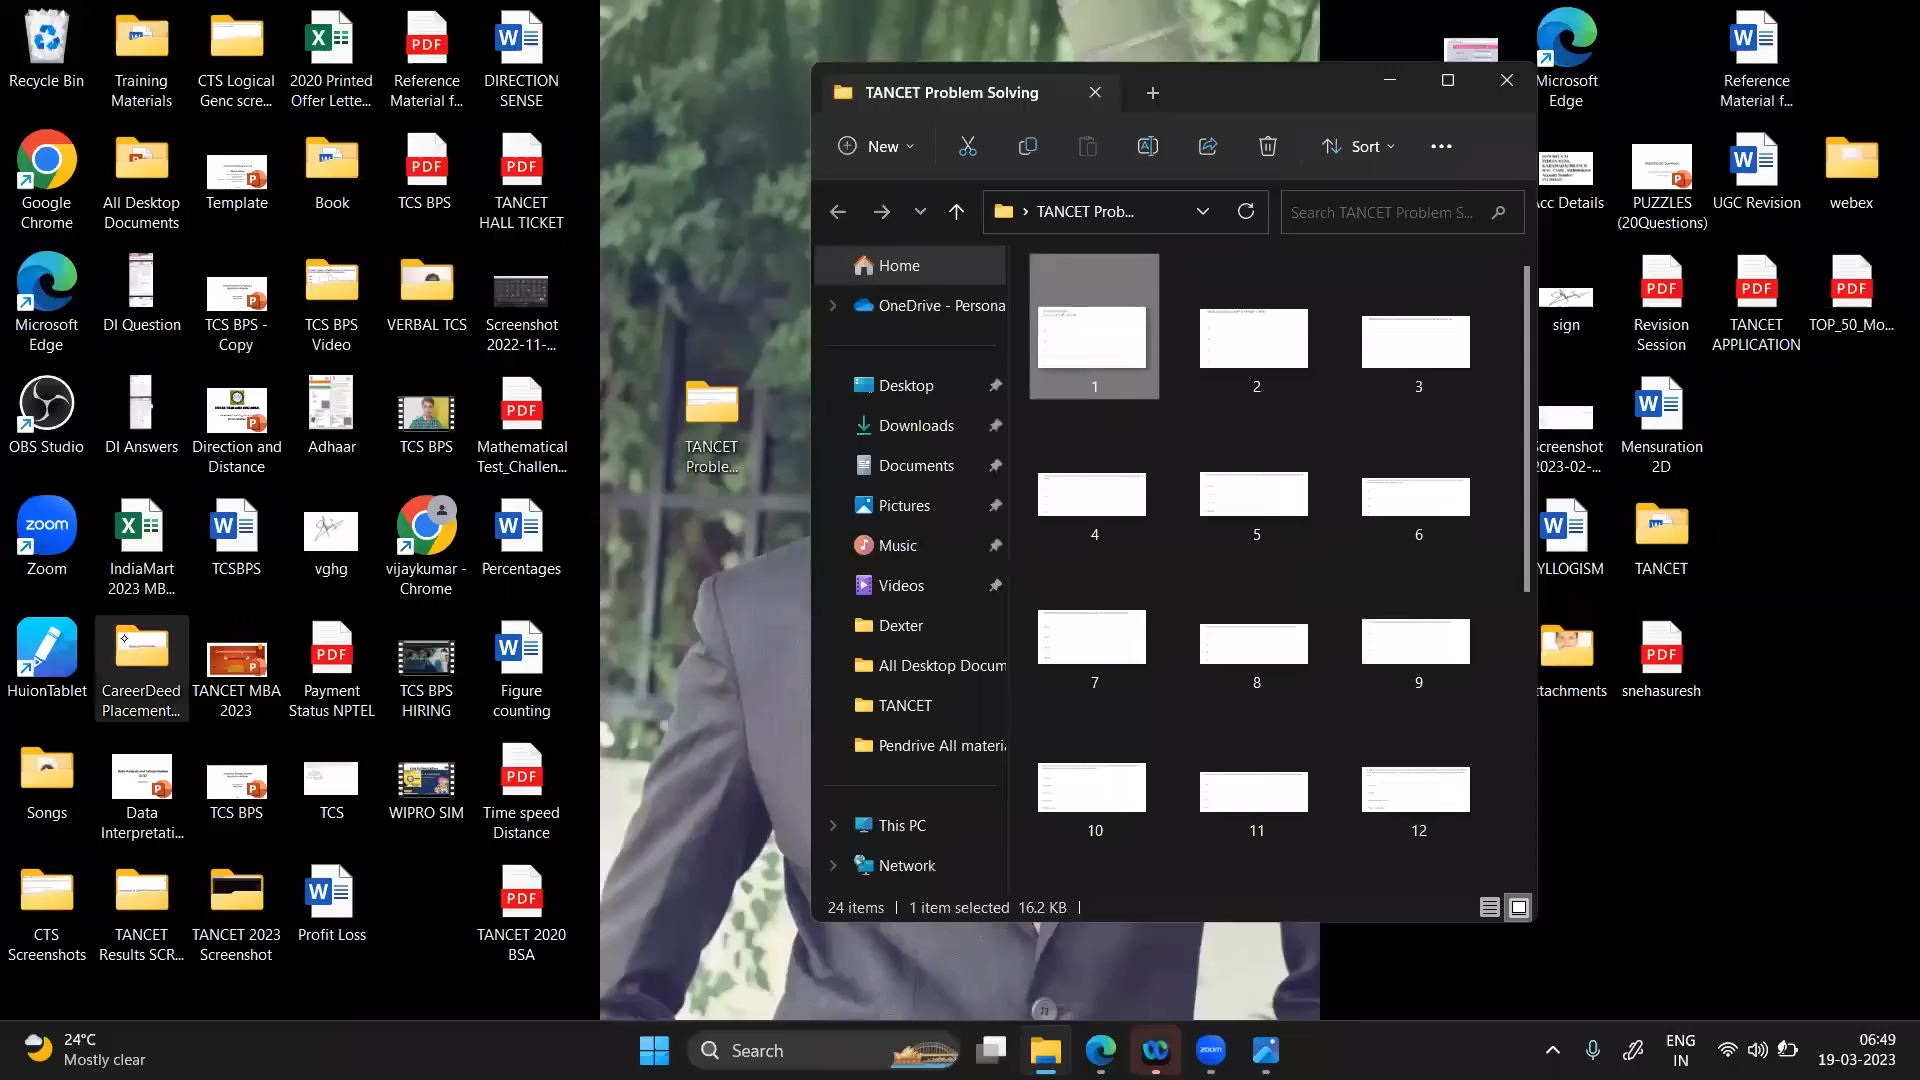 Recycle Bin
Training
Materials
CTS Logical
Genc scre...
2020 Printed
Offer Lette...
Reference
Material f...
DIRECTION
SENSE
Google
Chrome
All Desktop
Documents
Template
Book
TCS BPS
TANCET
HALL TICKET
Microsoft
Edge
DI Question
TCS BPS -
Copy
TCS BPS
Video
VERBAL TCS
Screenshot
2022-11-...
OBS Studio
DI Answers
Direction and
Distance
Adhaar
TCS BPS
Mathematical
Test_Challen...
zoom
Zoom
IndiaMart
2023 MB...
TCSBPS
vghg
vijaykumar -
Chrome
Percentages
HuionTablet
CareerDeed
Placement...
TANCET MBA
2023
Payment
Status NPTEL
TCS BPS
HIRING
Figure
counting
Songs
Data
Interpretati...
TCS BPS
TCS
WIPRO SIM
Time speed
Distance
CTS
Screenshots
TANCET
Results SCR...
TANCET 2023
Screenshot
Profit Loss
TANCET 2020
BSA
TANCET
Proble...
TANCET Problem Solving
New
Sort
TANCET Prob...
Search TANCET Problem S...
Home
OneDrive - Persona
Desktop
Downloads
Documents
Pictures
Music
Videos
Dexter
All Desktop Docum
TANCET
Pendrive All materia
This PC
Network
1
2
3
4
5
6
7
8
9
10
11
12
24 items
1 item selected 16.2 KB
Microsoft
Edge
Reference
Material f...
Acc Details
PUZZLES
(20Questions)
UGC Revision
webex
sign
Revision
Session
TANCET
APPLICATION
TOP_50_Mo...
Screenshot
2023-02-...
Mensuration
2D
YLLOGISM
TANCET
ttachments
snehasuresh
24°C
Mostly clear
Search
zoom
ENG
IN
06:49
19-03-2023